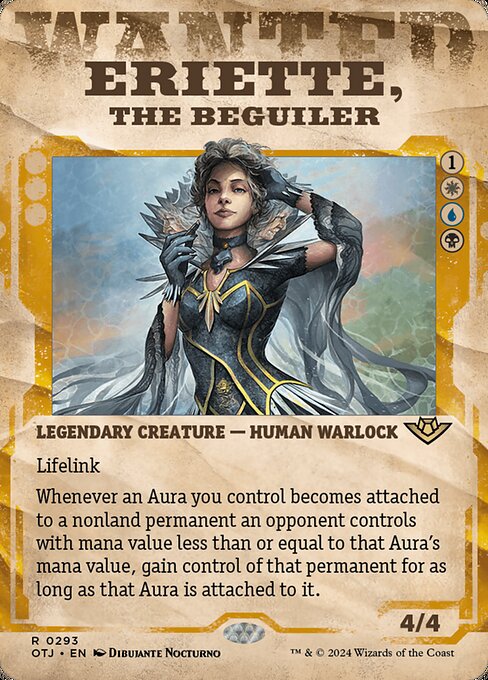 WANTED
ERIETTE,
THE BEGUILER
1
LEGENDARY CREATURE — HUMAN WARLOCK
Lifelink
Whenever an Aura you control becomes attached
to a nonland permanent an opponent controls
with mana value less than or equal to that Aura's
mana value, gain control of that permanent for as
long as that Aura is attached to it.
4/4
R 0293
OTJ • EN DIBUJANTE NOCTURNO
™ & © 2024 Wizards of the Coast